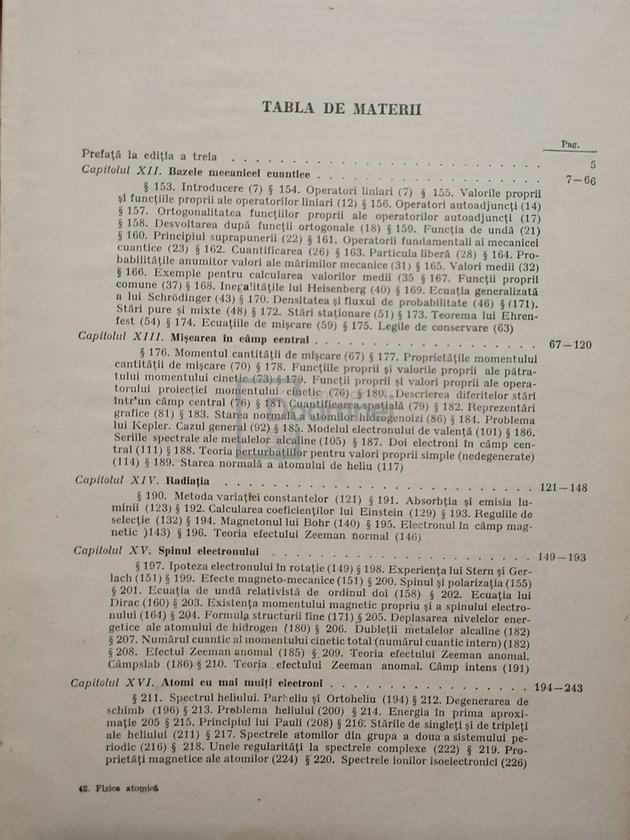 TABLA DE MATERII
Pag.
Prefață la ediția a treia . . . . . . . . . . . . . . . . . . . . . 5
Capitolul XII. Bazele mecanicei cuantice . . . . . . . . . . . . . . . 7—66
§ 153. Introducere (7) § 154. Operatori liniari (7) § 155. Valorile proprii
și funcțiile proprii ale operatorilor liniari (12) § 156. Operatori autoadjuncți (14)
§ 157. Ortogonalitatea funcțiilor proprii ale operatorilor autoadjuncți (17)
§ 158. Desvoltarea după funcții ortogonale (18) § 159. Funcția de undă (21)
§ 160. Principiul suprapunerii (22) § 161. Operatorii fundamentali ai mecanicei
cuantice (23) § 162. Cuantificarea (26) § 163. Particula liberă (28) § 164. Pro-
babilitățile anumitor valori ale mărimilor mecanice (31) § 165. Valori medii (32)
§ 166. Exemple pentru calcularea valorilor medii (35 § 167. Funcții proprii
comune (37) § 168. Inegalitățile lui Heisenberg (40) § 169. Ecuația generalizată
a lui Schrödinger (43) § 170. Densitatea și fluxul de probabilitate (46) § (171).
Stări pure și mixte (48) § 172. Stări staționare (51) § 173. Teorema lui Ehren-
fest (54) § 174. Ecuațiile de mișcare (59) § 175. Legile de conservare (63)
Capitolul XIII. Mișcarea în câmp central . . . . . . . . . . . . . . . 67—120
§ 176. Momentul cantității de mișcare (67) § 177. Proprietățile momentului
cantității de mișcare (70) § 178. Funcțiile proprii și valorile proprii ale pătra-
tului momentului cinetic (73) § 179. Funcții proprii și valori proprii ale opera-
torului proiecției momentului cinetic (76) § 180. Descrierea diferitelor stări
într'un câmp central (76) § 181. Cuantificarea spațială (79) § 182. Reprezentări
grafice (81) § 183. Starea normală a atomilor hidrogenoizi (86) § 184. Problema
lui Kepler. Cazul general (92) § 185. Modelul electronului de valență (101) § 186.
Seriile spectrale ale metalelor alcaline (105) § 187. Doi electroni în câmp cen-
tral (111) § 188. Teoria perturbațiilor pentru valori proprii simple (nedegenerate)
(114) § 189. Starea normală a atomului de heliu (117)
Capitolul XIV. Radiația . . . . . . . . . . . . . . . . . . . . . 121—148
§ 190. Metoda variației constantelor (121) § 191. Absorbția și emisia lu-
minii (123) § 192. Calcularea coeficienților lui Einstein (129) § 193. Regulile de
selecție (132) § 194. Magnetonul lui Bohr (140) § 195. Electronul în câmp mag-
netic )143) § 196. Teoria efectului Zeeman normal (146)
Capitolul XV. Spinul electronului . . . . . . . . . . . . . . . . . . 149—193
§ 197. Ipoteza electronului în rotație (149) § 198. Experiența lui Stern și Ger-
lach (151) § 199. Efecte magneto-mecanice (151) § 200. Spinul și polarizația (155)
§ 201. Ecuația de undă relativistă de ordinul doi (158) § 202. Ecuația lui
Dirac (160) § 203. Existența momentului magnetic propriu și a spinului electro-
nului (164) § 204. Formula structurii fine (171) § 205. Deplasarea nivelelor ener-
getice ale atomului de hidrogen (180) § 206. Dubleții metalelor alcaline (182)
§ 207. Numărul cuantic al momentului cinetic total (numărul cuantic intern) (182)
§ 208. Efectul Zeeman anomal (185) § 209. Teoria efectului Zeeman anomal.
Câmpslab (186) § 210. Teoria efectului Zeeman anomal. Câmp intens (191)
Capitolul XVI. Atomi cu mai mulți electroni . . . . . . . . . . . . . . 194—243
§ 211. Spectrul heliului. Parheliu și Ortoheliu (194) § 212. Degenerarea de
schimb (196) § 213. Problema heliului (200) § 214. Energia în prima aproxi-
mație 205 § 215. Principiul lui Pauli (208) § 216. Stările de singleți și de tripleți
ale heliului (211) § 217. Spectrele atomilor din grupa a doua a sistemului pe-
riodic (216) § 218. Unele regularități la spectrele complexe (222) § 219. Pro-
prietăți magnetice ale atomilor (224) § 220. Spectrele ionilor isoelectronici (226)
42. Fizica atomică